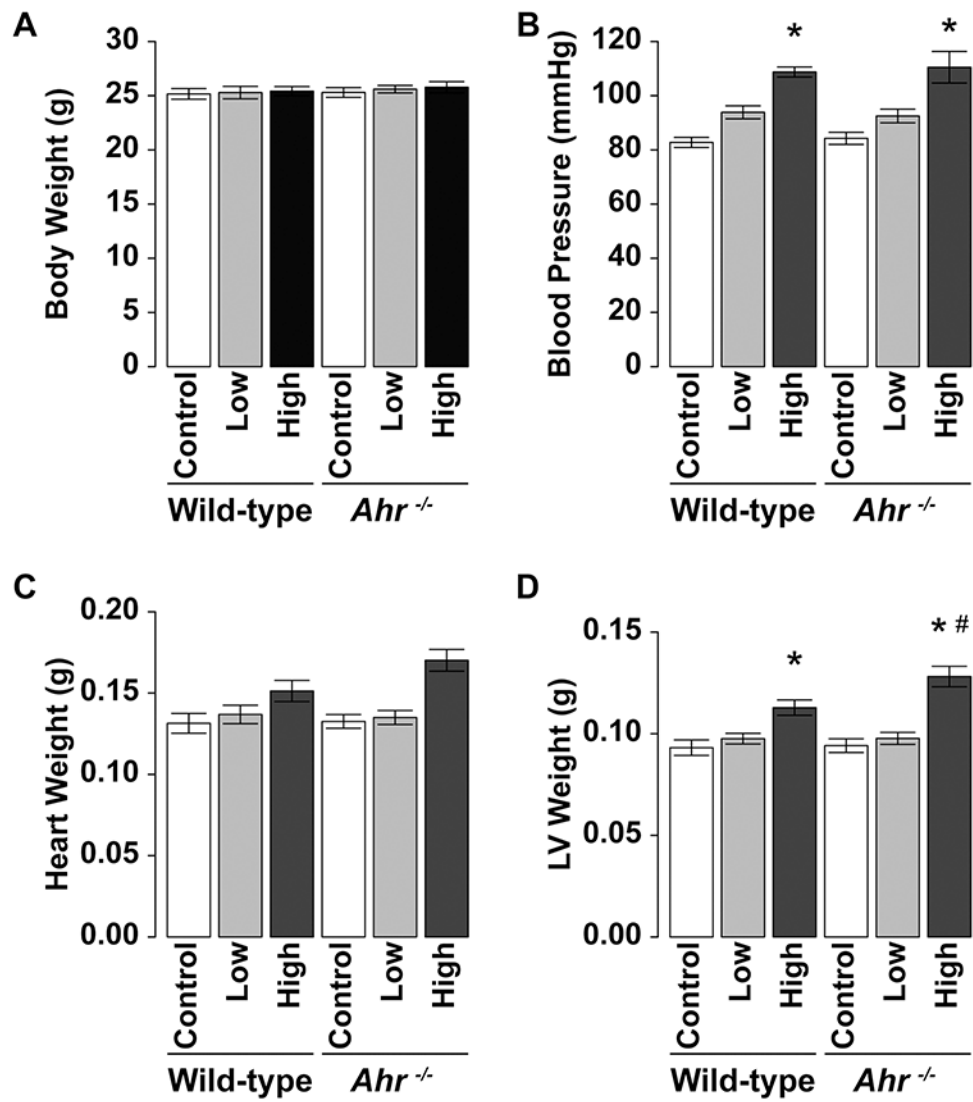 A
Body Weight (g)
30
25
20
15
10
5
0
Control
Low
High
Control
Low
High
Wild-type
Ahr -/-
B
Blood Pressure (mmHg)
120
100
80
60
40
20
0
*
*
Control
Low
High
Control
Low
High
Wild-type
Ahr -/-
C
Heart Weight (g)
0.20
0.15
0.10
0.05
0.00
Control
Low
High
Control
Low
High
Wild-type
Ahr -/-
D
LV Weight (g)
0.15
0.10
0.05
0.00
*
* #
Control
Low
High
Control
Low
High
Wild-type
Ahr -/-